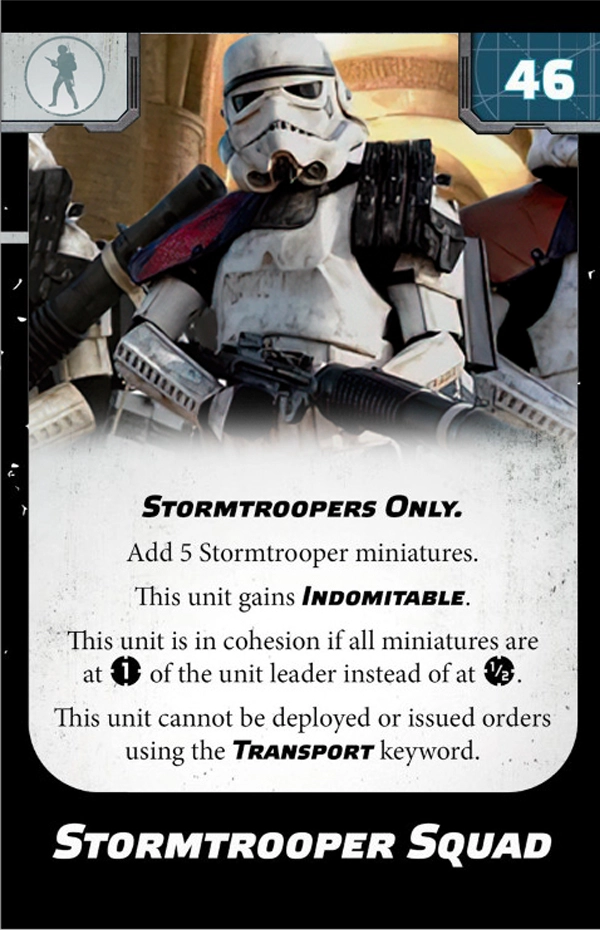 46
Stormtroopers Only.
Add 5 Stormtrooper miniatures.
This unit gains Indomitable.
This unit is in cohesion if all miniatures are
at 1 of the unit leader instead of at 1/2.
This unit cannot be deployed or issued orders
using the Transport keyword.
Stormtrooper Squad